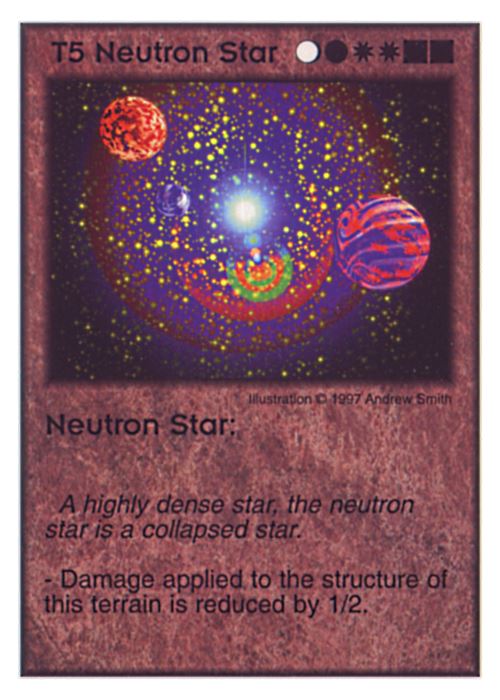 T5 Neutron Star
Illustration © 1997 Andrew Smith
Neutron Star:
A highly dense star, the neutron
star is a collapsed star.
- Damage applied to the structure of
this terrain is reduced by 1/2.